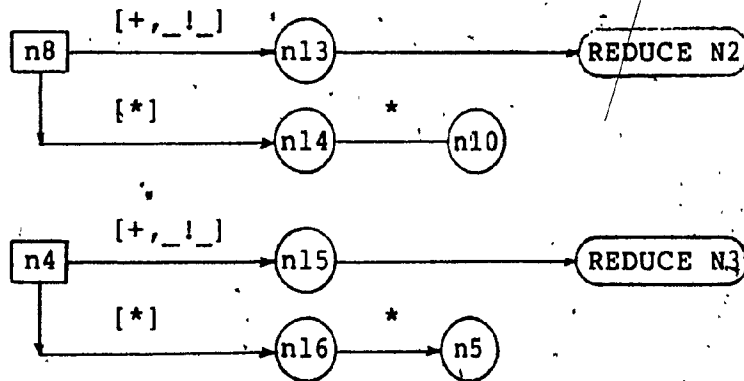 [+,_!_]
n8 n13 REDUCE N2
[*] *
n14 n10
[+,_!_]
n4 n15 REDUCE N3
[*] *
n16 n5